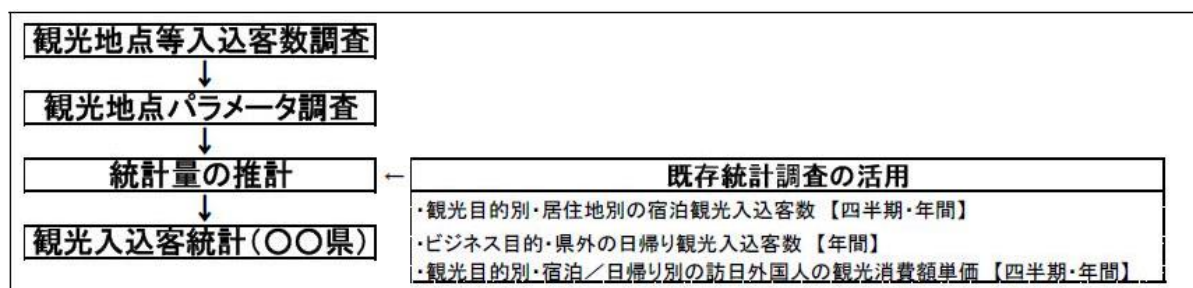 観光地点等入込客数調査
↓
観光地点パラメータ調査
↓
統計量の推計
←
既存統計調査の活用
・観光目的別・居住地別の宿泊観光入込客数 【四半期・年間】
・ビジネス目的・県外の日帰り観光入込客数 【年間】
・観光目的別・宿泊／日帰り別の訪日外国人の観光消費額単価 【四半期・年間】
↓
観光入込客統計(〇〇県)